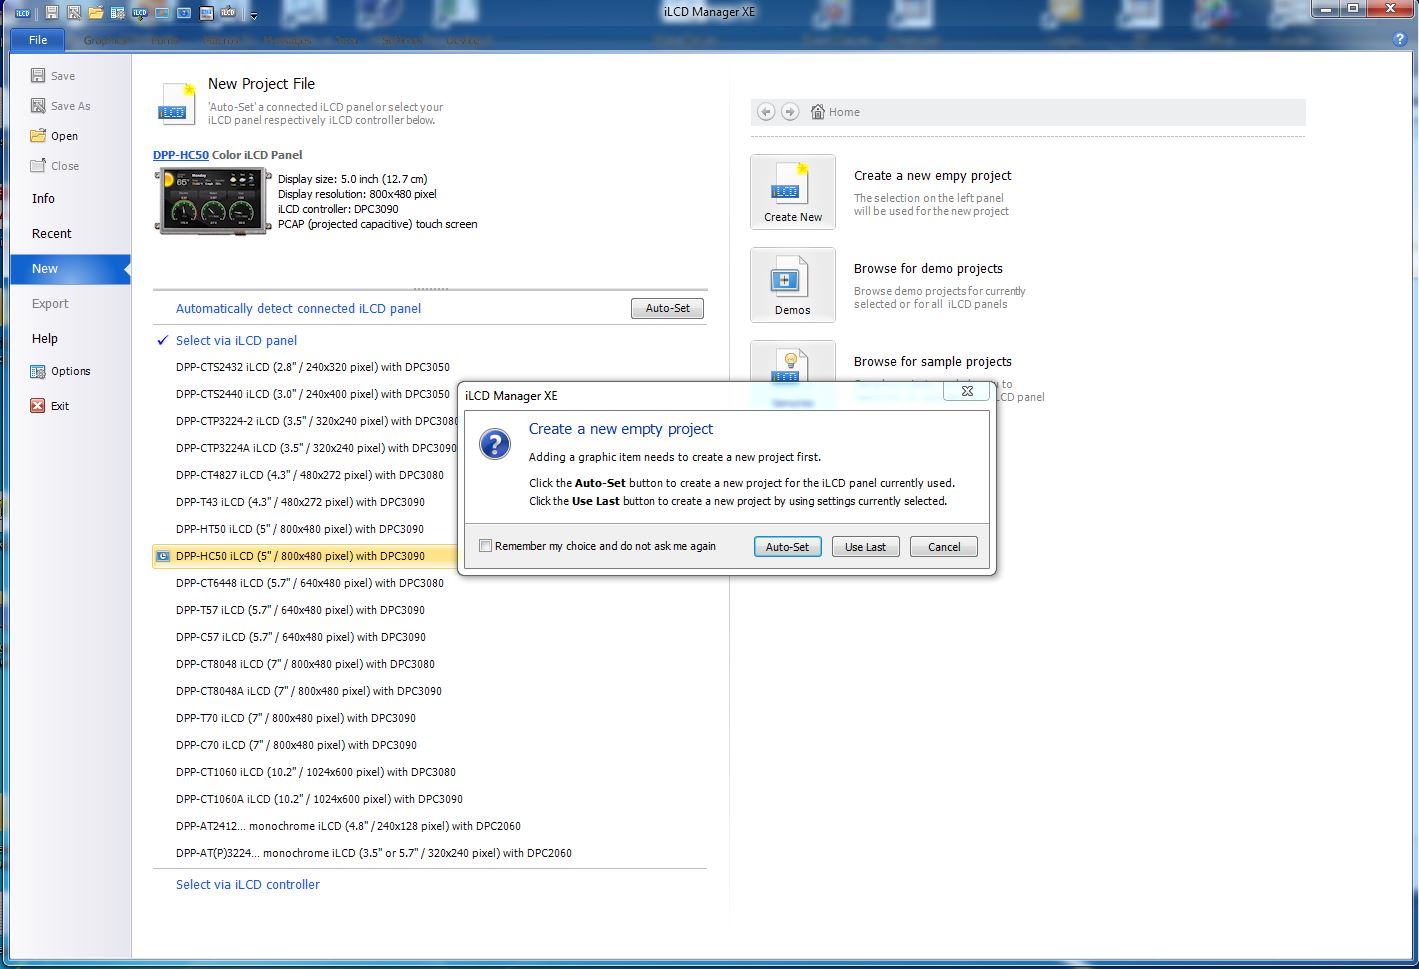 iLCD Manager XE
File
Save
Save As
Open
Close
Info
Recent
New
Export
Help
Options
Exit
New Project File
'Auto-Set' a connected iLCD panel or select your
iLCD panel respectively iLCD controller below.
DPP-HC50 Color iLCD Panel
Display size: 5.0 inch (12.7 cm)
Display resolution: 800x480 pixel
iLCD controller: DPC3090
PCAP (projected capacitive) touch screen
Automatically detect connected iLCD panel
Auto-Set
Select via iLCD panel
DPP-CTS2432 iLCD (2.8" / 240x320 pixel) with DPC3050
DPP-CTS2440 iLCD (3.0" / 240x400 pixel) with DPC3050
DPP-CTP3224-2 iLCD (3.5" / 320x240 pixel) with DPC3080
DPP-CTP3224A iLCD (3.5" / 320x240 pixel) with DPC3090
DPP-CT4827 iLCD (4.3" / 480x272 pixel) with DPC3080
DPP-T43 iLCD (4.3" / 480x272 pixel) with DPC3090
DPP-HT50 iLCD (5" / 800x480 pixel) with DPC3090
DPP-HC50 iLCD (5" / 800x480 pixel) with DPC3090
DPP-CT6448 iLCD (5.7" / 640x480 pixel) with DPC3080
DPP-T57 iLCD (5.7" / 640x480 pixel) with DPC3090
DPP-C57 iLCD (5.7" / 640x480 pixel) with DPC3090
DPP-CT8048 iLCD (7" / 800x480 pixel) with DPC3080
DPP-CT8048A iLCD (7" / 800x480 pixel) with DPC3090
DPP-T70 iLCD (7" / 800x480 pixel) with DPC3090
DPP-C70 iLCD (7" / 800x480 pixel) with DPC3090
DPP-CT1060 iLCD (10.2" / 1024x600 pixel) with DPC3080
DPP-CT1060A iLCD (10.2" / 1024x600 pixel) with DPC3090
DPP-AT2412... monochrome iLCD (4.8" / 240x128 pixel) with DPC2060
DPP-AT(P)3224... monochrome iLCD (3.5" or 5.7" / 320x240 pixel) with DPC2060
Select via iLCD controller
Home
iLCD
Create New
Create a new empy project
The selection on the left panel
will be used for the new project
Demos
Browse for demo projects
Browse demo projects for currently
selected or for all iLCD panels
iLCD
Browse for sample projects
to
LCD panel
iLCD Manager XE
Create a new empty project
Adding a graphic item needs to create a new project first.
Click the Auto-Set button to create a new project for the iLCD panel currently used.
Click the Use Last button to create a new project by using settings currently selected.
Remember my choice and do not ask me again
Auto-Set
Use Last
Cancel